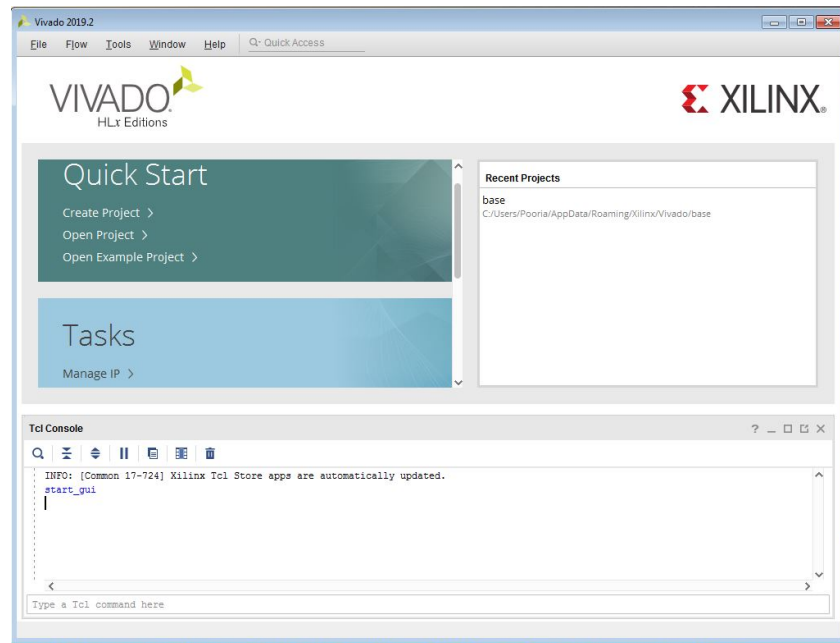 Vivado 2019.2
File Flow Tools Window Help Quick Access
VIVADO.
HLx Editions
XILINX®
Quick Start
Create Project >
Open Project >
Open Example Project >
Tasks
Manage IP >
Recent Projects
base
C:/Users/Pooria/AppData/Roaming/Xilinx/Vivado/base
Tcl Console
INFO: [Common 17-724] Xilinx Tcl Store apps are automatically updated.
start_gui
Type a Tcl command here